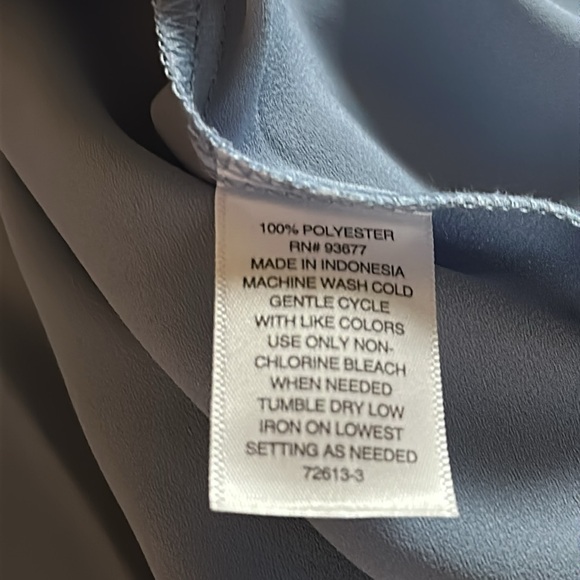 100% POLYESTER
RN# 93677
MADE IN INDONESIA
MACHINE WASH COLD
GENTLE CYCLE
WITH LIKE COLORS
USE ONLY NON-
CHLORINE BLEACH
WHEN NEEDED
TUMBLE DRY LOW
IRON ON LOWEST
SETTING AS NEEDED
72613-3